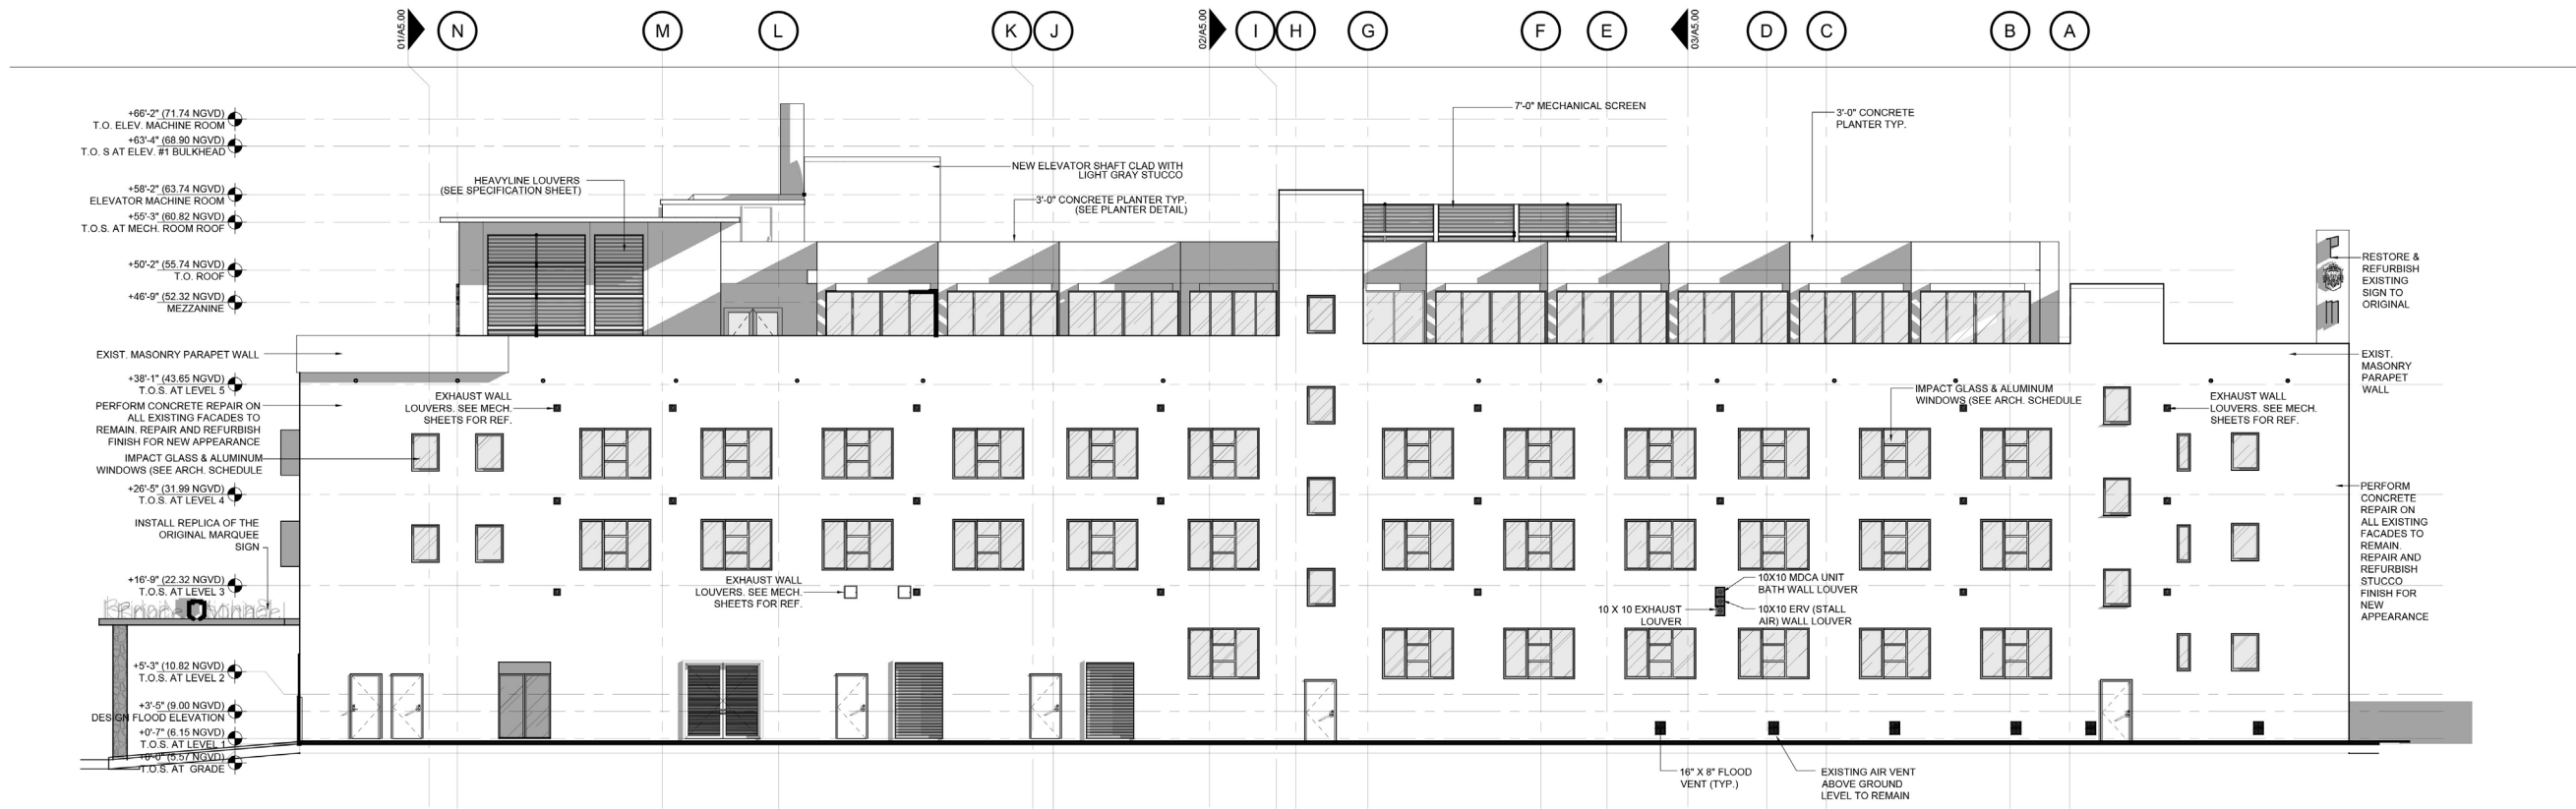 01/A5.00
N
M
L
K
J
02/A5.00
I
H
G
F
E
03/A5.00
D
C
B
A
+66'-2" (71.74 NGVD)
T.O. ELEV. MACHINE ROOM
+63'-4" (68.90 NGVD)
T.O. S AT ELEV. #1 BULKHEAD
+58'-2" (63.74 NGVD)
ELEVATOR MACHINE ROOM
+55'-3" (60.82 NGVD)
T.O.S. AT MECH. ROOM ROOF
+50'-2" (55.74 NGVD)
T.O. ROOF
+46'-9" (52.32 NGVD)
MEZZANINE
EXIST. MASONRY PARAPET WALL
+38'-1" (43.65 NGVD)
T.O.S. AT LEVEL 5
PERFORM CONCRETE REPAIR ON
ALL EXISTING FACADES TO
REMAIN. REPAIR AND REFURBISH
FINISH FOR NEW APPEARANCE
IMPACT GLASS & ALUMINUM
WINDOWS (SEE ARCH. SCHEDULE
+26'-5" (31.99 NGVD)
T.O.S. AT LEVEL 4
INSTALL REPLICA OF THE
ORIGINAL MARQUEE
SIGN
+16'-9" (22.32 NGVD)
T.O.S. AT LEVEL 3
+5'-3" (10.82 NGVD)
T.O.S. AT LEVEL 2
+3'-5" (9.00 NGVD)
DESIGN FLOOD ELEVATION
+0'-7" (6.15 NGVD)
T.O.S. AT LEVEL 1
+0'-0" (5.57 NGVD)
T.O.S. AT GRADE
HEAVYLINE LOUVERS
(SEE SPECIFICATION SHEET)
NEW ELEVATOR SHAFT CLAD WITH
LIGHT GRAY STUCCO
3'-0" CONCRETE PLANTER TYP.
(SEE PLANTER DETAIL)
7'-0" MECHANICAL SCREEN
3'-0" CONCRETE
PLANTER TYP.
EXHAUST WALL
LOUVERS. SEE MECH.
SHEETS FOR REF.
EXHAUST WALL
LOUVERS. SEE MECH.
SHEETS FOR REF.
IMPACT GLASS & ALUMINUM
WINDOWS (SEE ARCH. SCHEDULE
EXHAUST WALL
LOUVERS. SEE MECH.
SHEETS FOR REF.
10X10 MDCA UNIT
BATH WALL LOUVER
10 X 10 EXHAUST
LOUVER
10X10 ERV (STALL
AIR) WALL LOUVER
16" X 8" FLOOD
VENT (TYP.)
EXISTING AIR VENT
ABOVE GROUND
LEVEL TO REMAIN
RESTORE &
REFURBISH
EXISTING
SIGN TO
ORIGINAL
EXIST.
MASONRY
PARAPET
WALL
PERFORM
CONCRETE
REPAIR ON
ALL EXISTING
FACADES TO
REMAIN.
REPAIR AND
REFURBISH
STUCCO
FINISH FOR
NEW
APPEARANCE